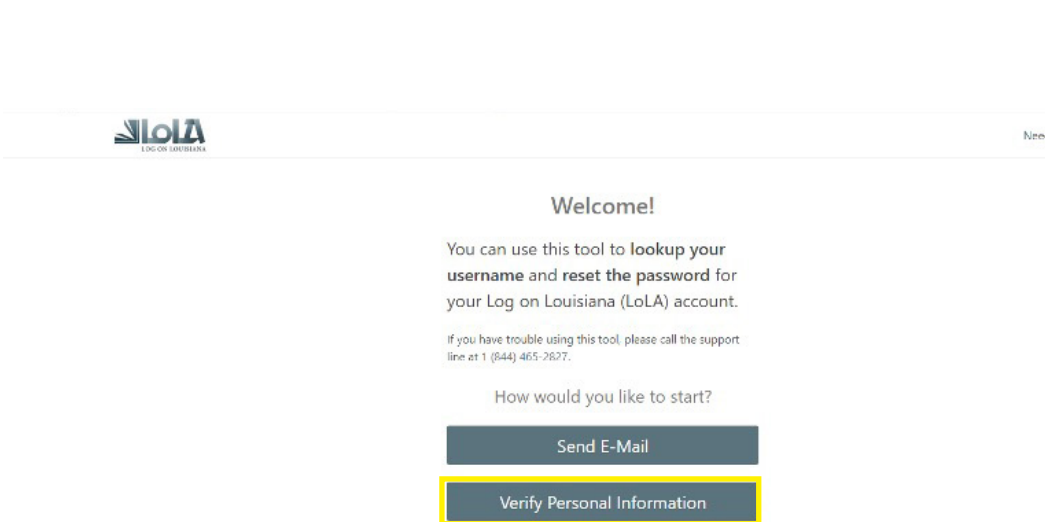 LOLA
LOG ON LOUISIANA
Nee
Welcome!
You can use this tool to lookup your
username and reset the password for
your Log on Louisiana (LoLA) account.
If you have trouble using this tool, please call the support
line at 1 (844) 465-2827.
How would you like to start?
Send E-Mail
Verify Personal Information